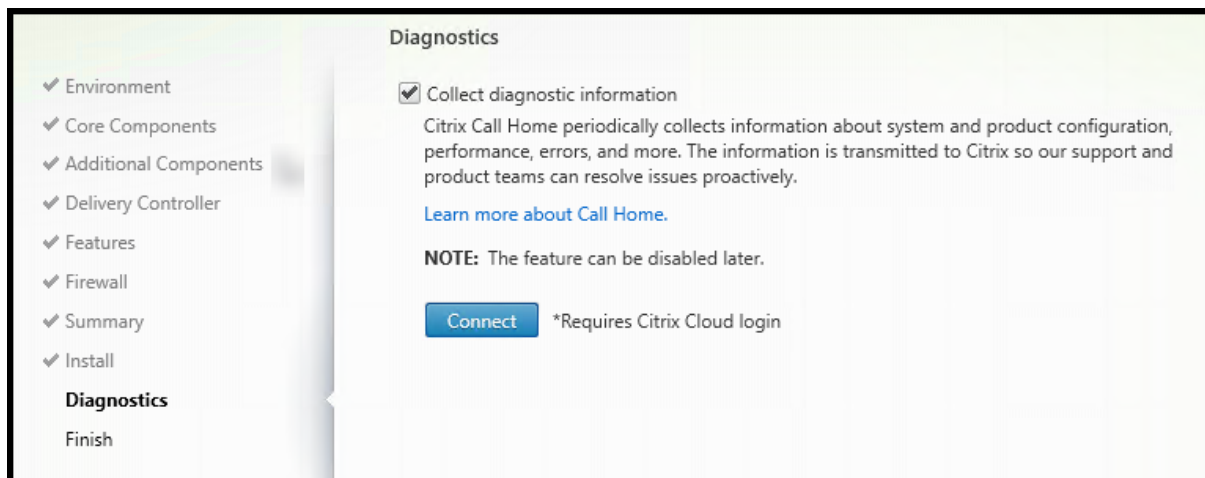 Diagnostics
Environment
Core Components
Additional Components
Delivery Controller
Features
Firewall
Summary
Install
Diagnostics
Finish
Collect diagnostic information
Citrix Call Home periodically collects information about system and product configuration,
performance, errors, and more. The information is transmitted to Citrix so our support and
product teams can resolve issues proactively.
Learn more about Call Home.
NOTE: The feature can be disabled later.
Connect *Requires Citrix Cloud login